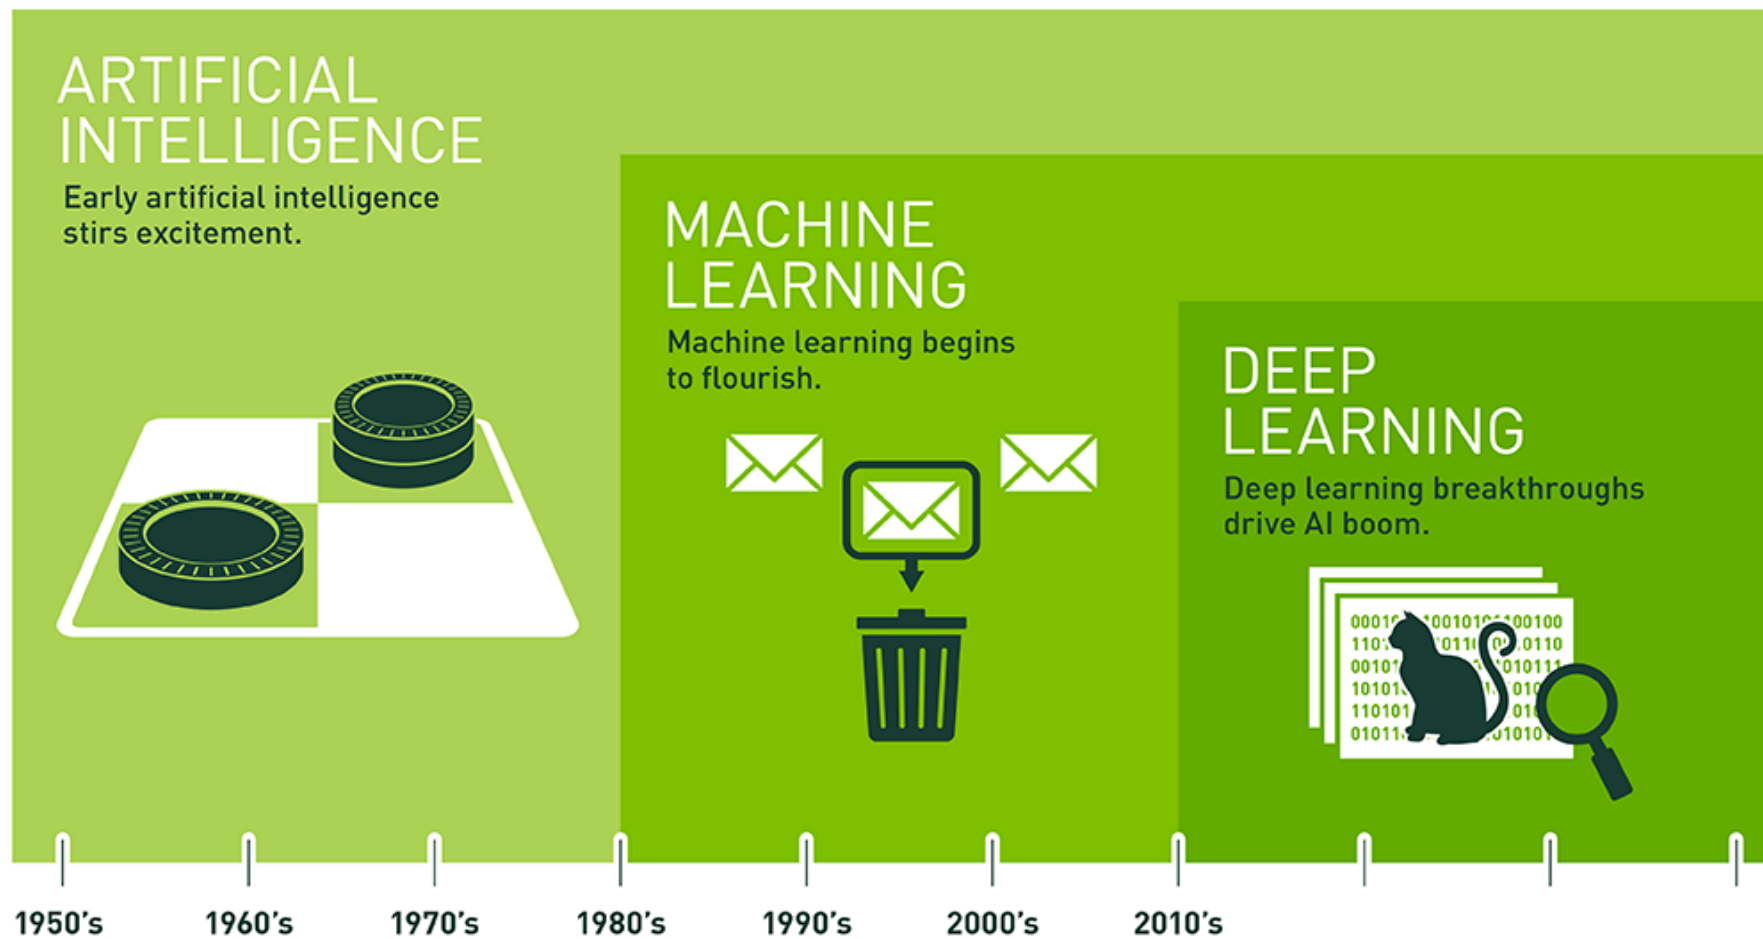 ARTIFICIAL
INTELLIGENCE
Early artificial intelligence
stirs excitement.
MACHINE
LEARNING
Machine learning begins
to flourish.
DEEP
LEARNING
Deep learning breakthroughs
drive AI boom.
1950's
1960's
1970's
1980's
1990's
2000's
2010's